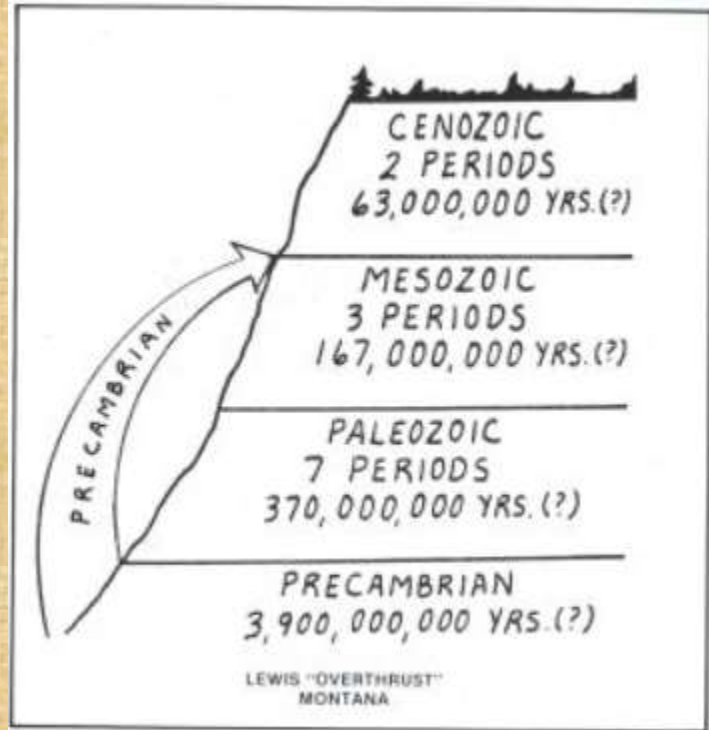 CENOZOIC
2 PERIODS
63,000,000 YRS.(?)
MESOZOIC
3 PERIODS
167,000,000 YRS.(?)
PRECAMBRIAN
PALEOZOIC
7 PERIODS
370,000,000 YRS.(?)
PRECAMBRIAN
3,900,000,000 YRS.(?)
LEWIS "OVERTHRUST"
MONTANA